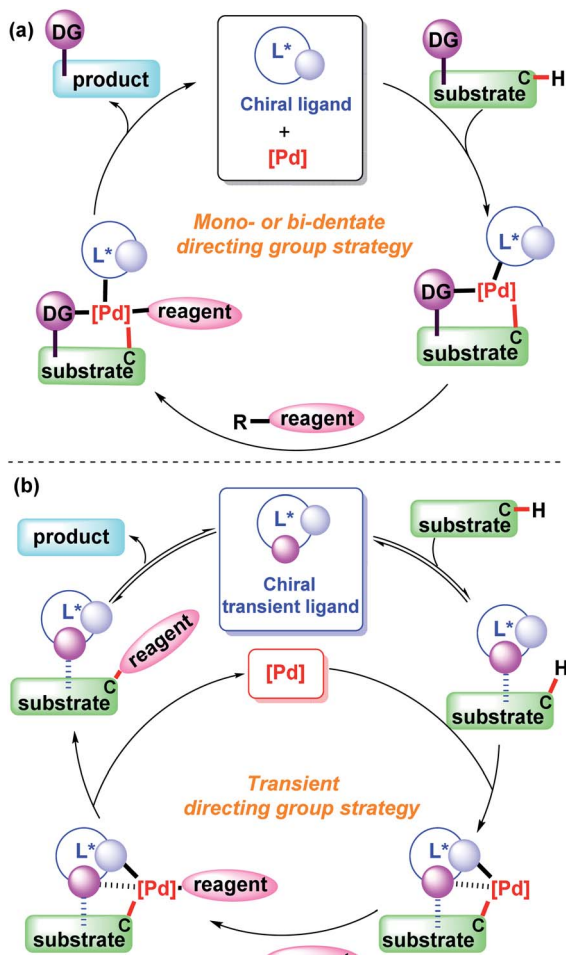 (a)
DG
product
L*
Chiral ligand
+
[Pd]
DG
C–H
substrate
Mono- or bi-dentate
directing group strategy
L*
DG [Pd] reagent
C
substrate
L*
DG [Pd]
C
substrate
R–reagent
(b)
product
L*
Chiral
transient ligand
C–H
substrate
L*
reagent
C
substrate
[Pd]
L*
H
C
substrate
Transient
directing group strategy
L*
[Pd]-reagent
C
substrate
L*
[Pd]
C
substrate